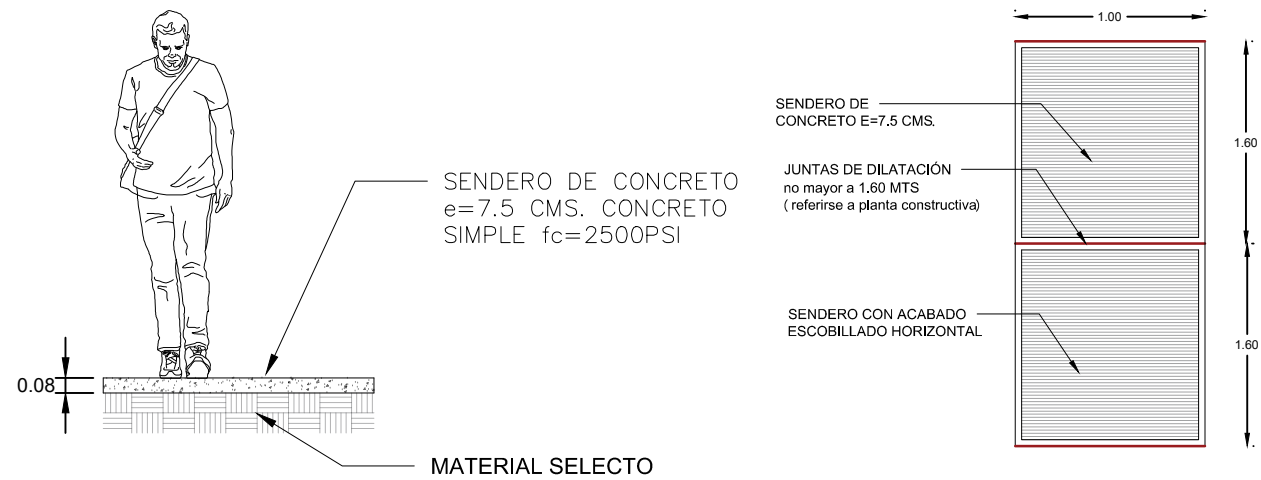 SENDERO DE CONCRETO
e=7.5 CMS. CONCRETO
SIMPLE fc=2500PSI
0.08
MATERIAL SELECTO
1.00
SENDERO DE
CONCRETO E=7.5 CMS.
1.60
JUNTAS DE DILATACIÓN
no mayor a 1.60 MTS
( referirse a planta constructiva)
SENDERO CON ACABADO
ESCOBILLADO HORIZONTAL
1.60